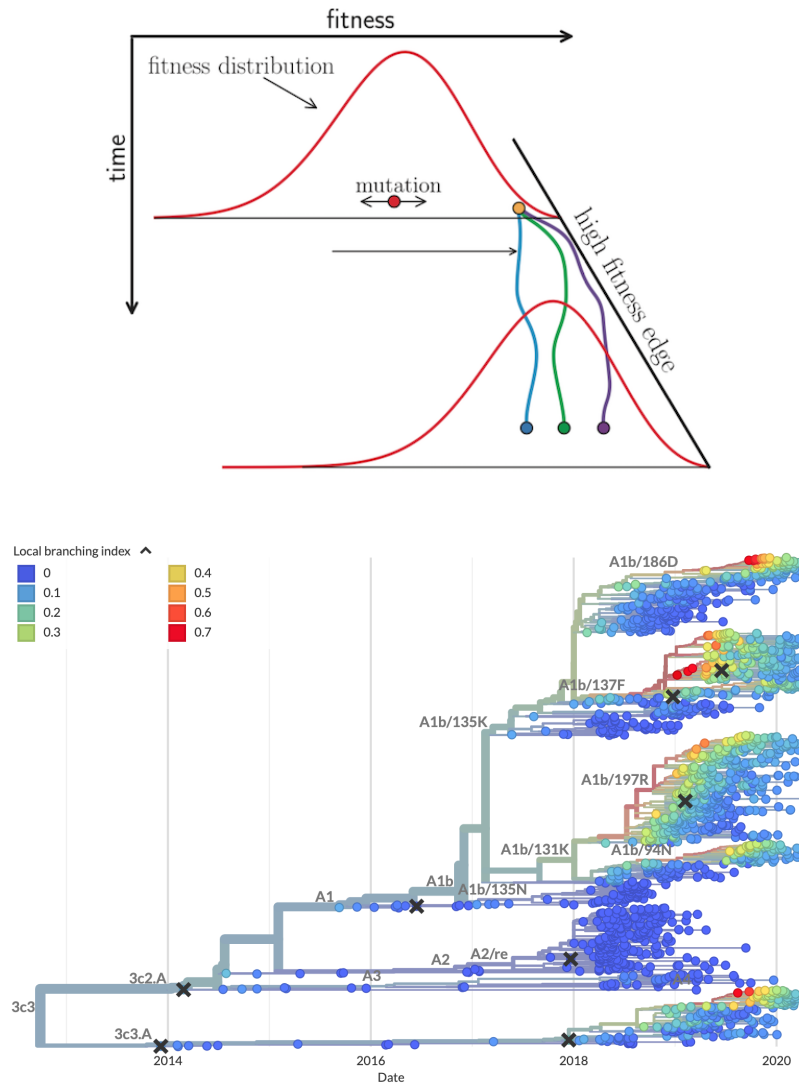 fitness
fitness distribution
time
mutation
high fitness edge
Local branching index
0
0.1
0.2
0.3
0.4
0.5
0.6
0.7
A1b/186D
A1b/137F
A1b/135K
A1b/197R
A1b/131K
A1b/94N
A1b
A1b/135N
A1
A2/re
A2
A3
3c2.A
3c3
3c3.A
2014
2016
2018
2020
Date